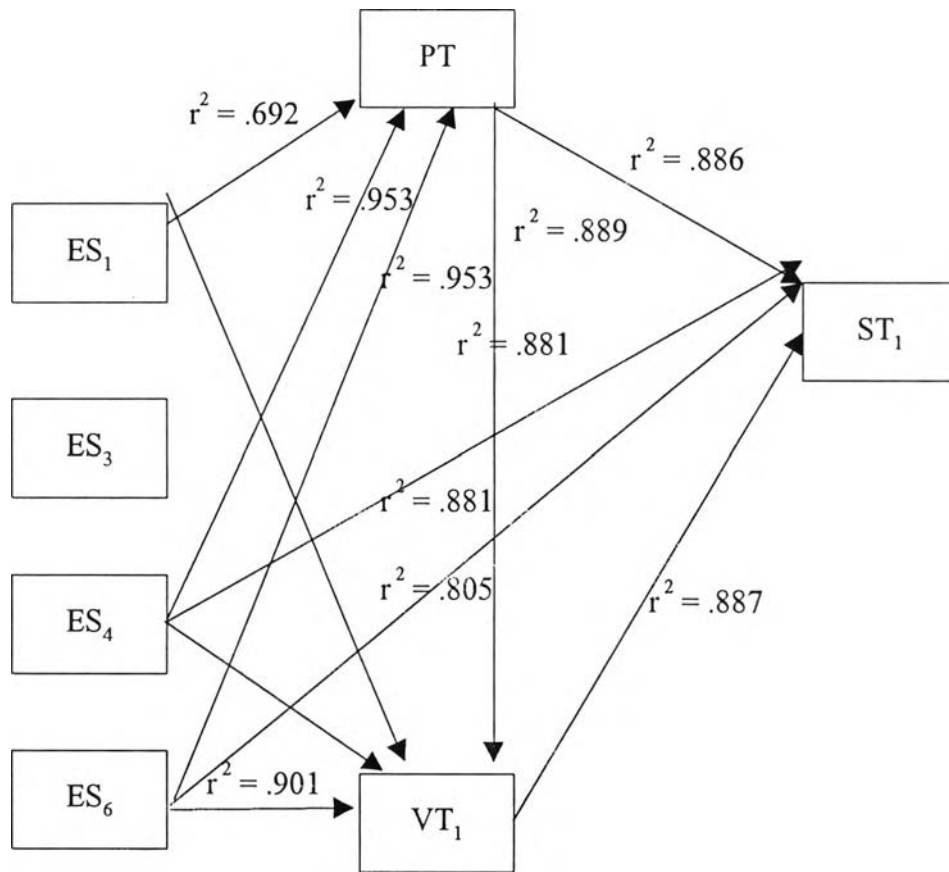 PT
r² = .692
r² = .886
r² = .953
r² = .889
ES₁
r² = .953
ST₁
r² = .881
ES₃
r² = .881
r² = .805
r² = .887
ES₄
r² = .901
ES₆
VT₁